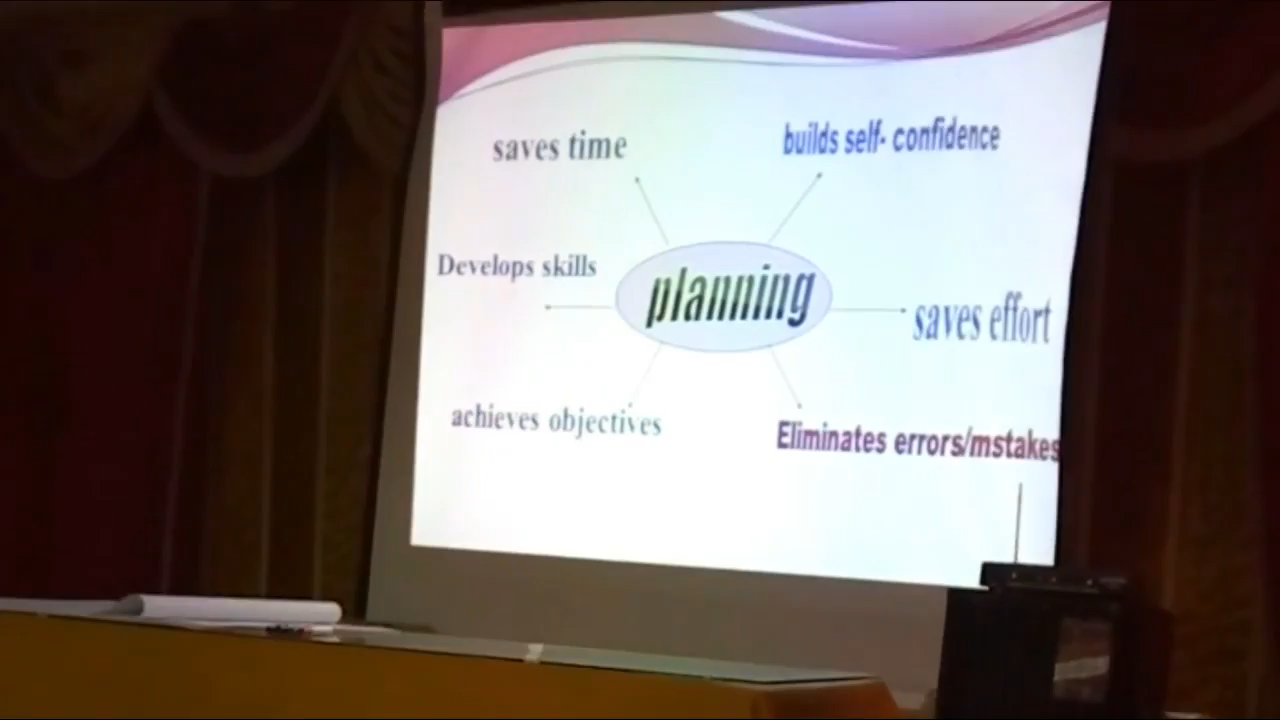 saves time
builds self- confidence
Develops skills
planning
saves effort
achieves objectives
Eliminates errors/mstakes